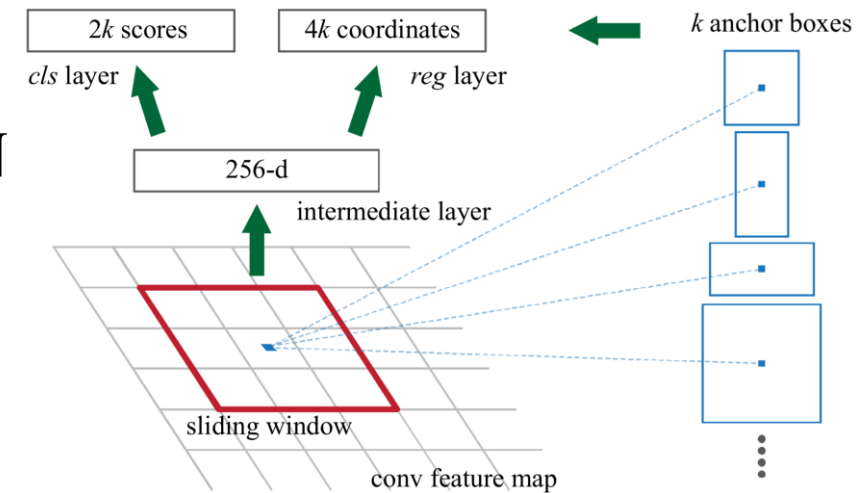 2k scores
4k coordinates
k anchor boxes
cls layer
reg layer
256-d
intermediate layer
sliding window
conv feature map